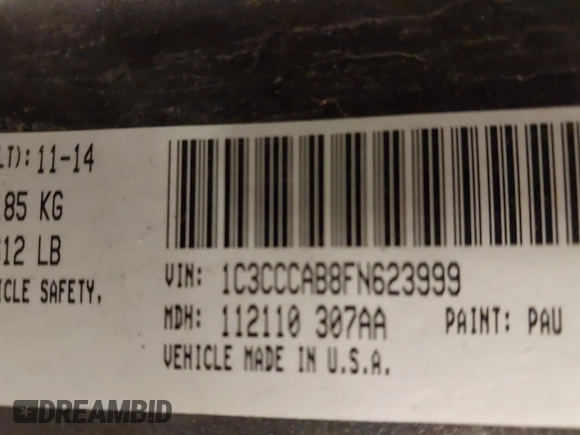 LT): 11-14
85 KG
12 LB
ICLE SAFETY,
VIN: 1C3CCCAB8FN623999
MDH: 112110 307AA PAINT: PAU
VEHICLE MADE IN U.S.A.
DREAMBID